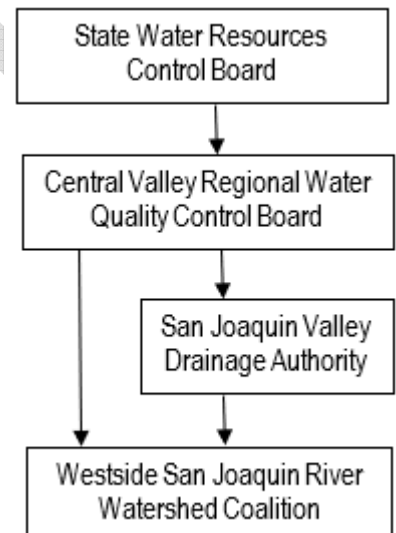 State Water Resources
Control Board
Central Valley Regional Water
Quality Control Board
San Joaquin Valley
Drainage Authority
Westside San Joaquin River
Watershed Coalition